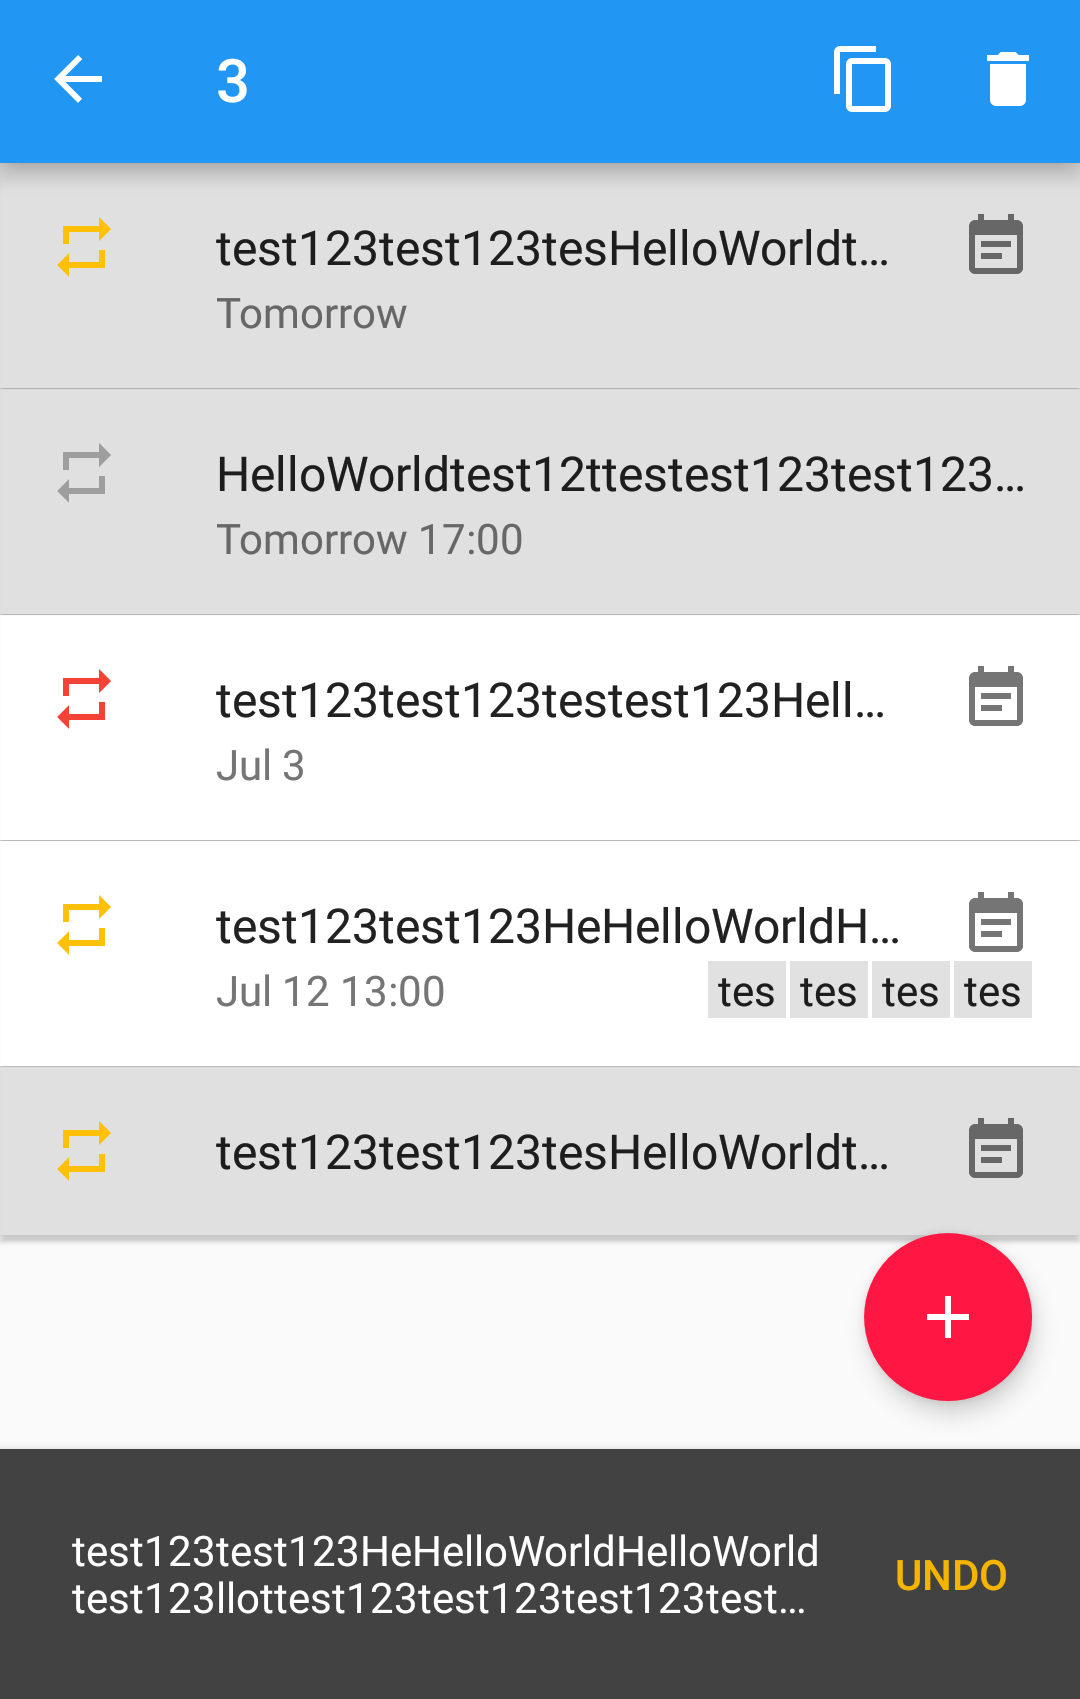 3
test123test123tesHelloWorldt...
Tomorrow
HelloWorldtest12ttestest123test123...
Tomorrow 17:00
test123test123testest123Hell...
Jul 3
test123test123HeHelloWorldH...
Jul 12 13:00 tes tes tes tes
test123test123tesHelloWorldt...
test123test123HeHelloWorldHelloWorld
test123llottest123test123test123test...
UNDO